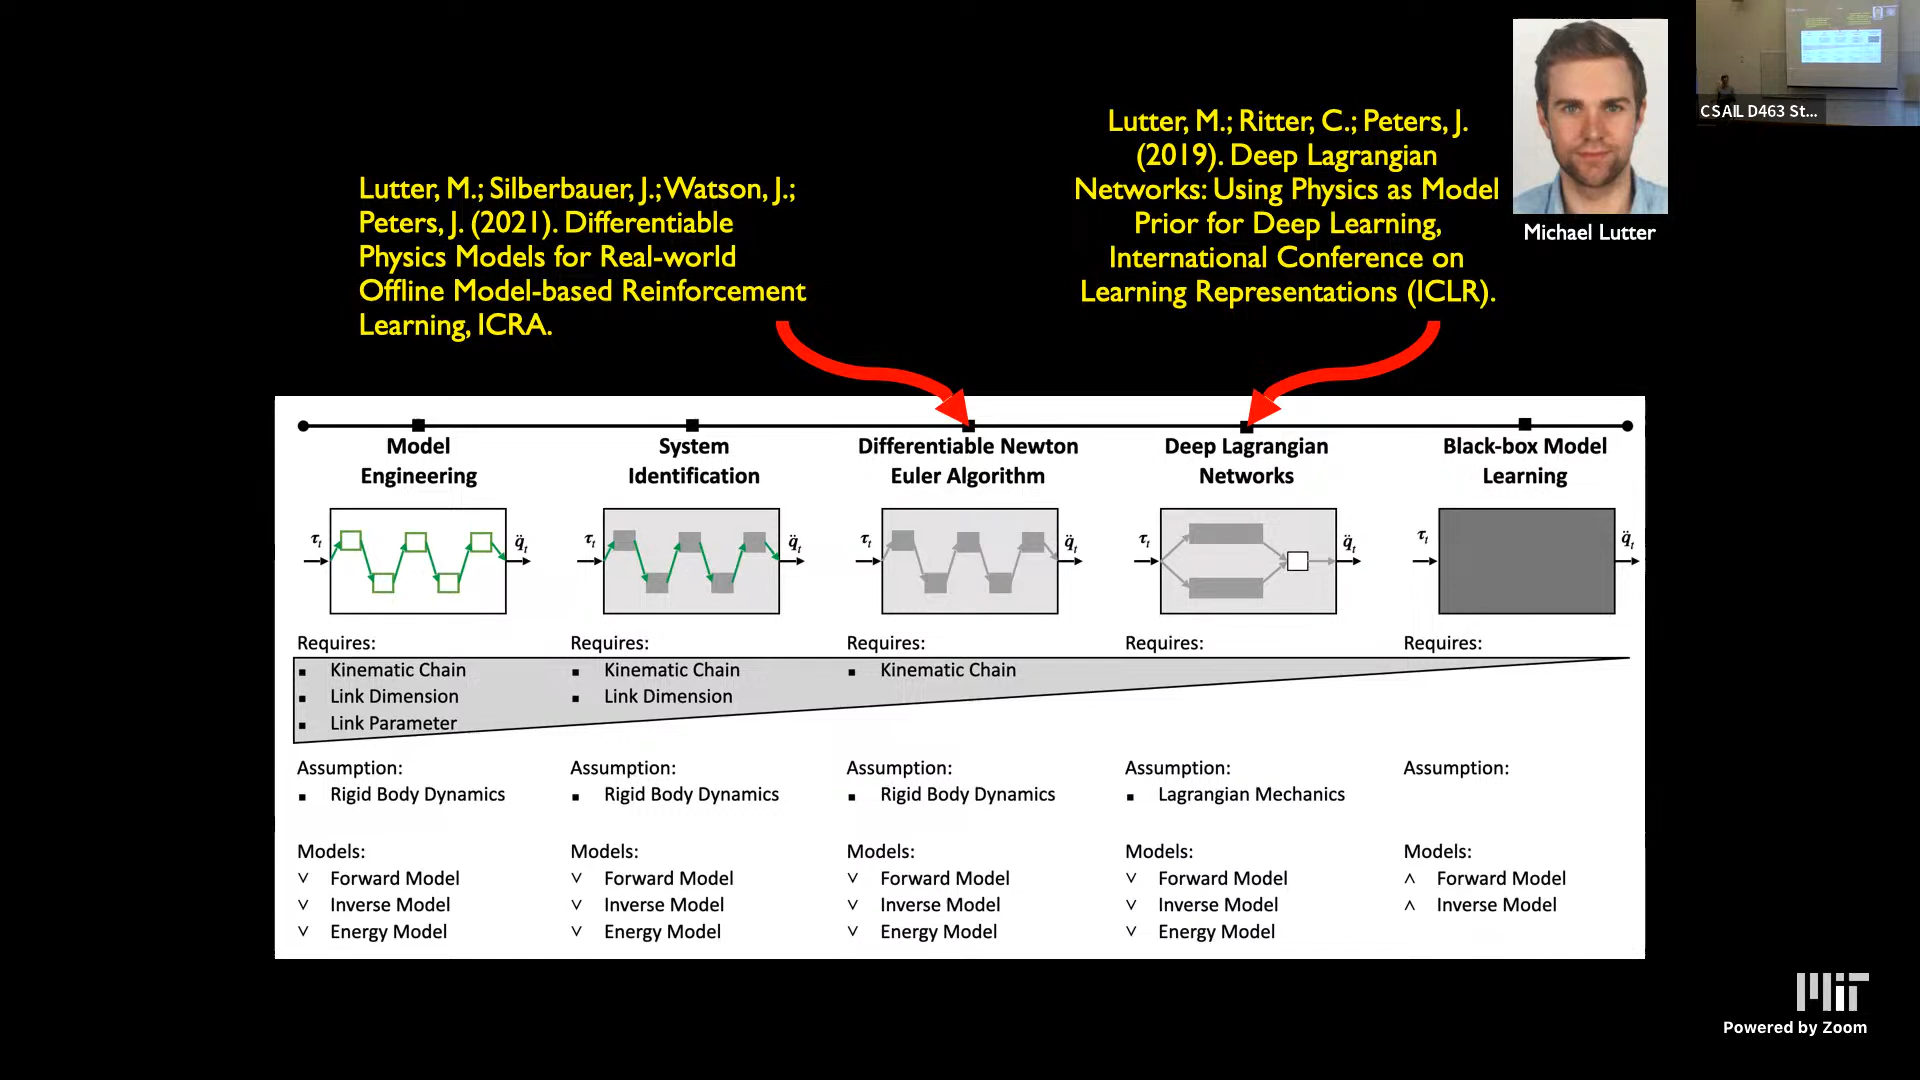 CSAIL D463 St...
Lutter, M.; Ritter, C.; Peters, J.
(2019). Deep Lagrangian
Networks: Using Physics as Model
Prior for Deep Learning,
International Conference on
Learning Representations (ICLR).
Michael Lutter
Lutter, M.; Silberbauer, J.; Watson, J.;
Peters, J. (2021). Differentiable
Physics Models for Real-world
Offline Model-based Reinforcement
Learning, ICRA.
Model
Engineering
τt
q̈t
Requires:
▪ Kinematic Chain
▪ Link Dimension
▪ Link Parameter
Assumption:
▪ Rigid Body Dynamics
Models:
∨ Forward Model
∨ Inverse Model
∨ Energy Model
System
Identification
τt
q̈t
Requires:
▪ Kinematic Chain
▪ Link Dimension
Assumption:
▪ Rigid Body Dynamics
Models:
∨ Forward Model
∨ Inverse Model
∨ Energy Model
Differentiable Newton
Euler Algorithm
τt
q̈t
Requires:
▪ Kinematic Chain
Assumption:
▪ Rigid Body Dynamics
Models:
∨ Forward Model
∨ Inverse Model
∨ Energy Model
Deep Lagrangian
Networks
τt
q̈t
Requires:
Assumption:
▪ Lagrangian Mechanics
Models:
∨ Forward Model
∨ Inverse Model
∨ Energy Model
Black-box Model
Learning
τt
q̈t
Requires:
Assumption:
Models:
∧ Forward Model
∧ Inverse Model
MIT
Powered by Zoom